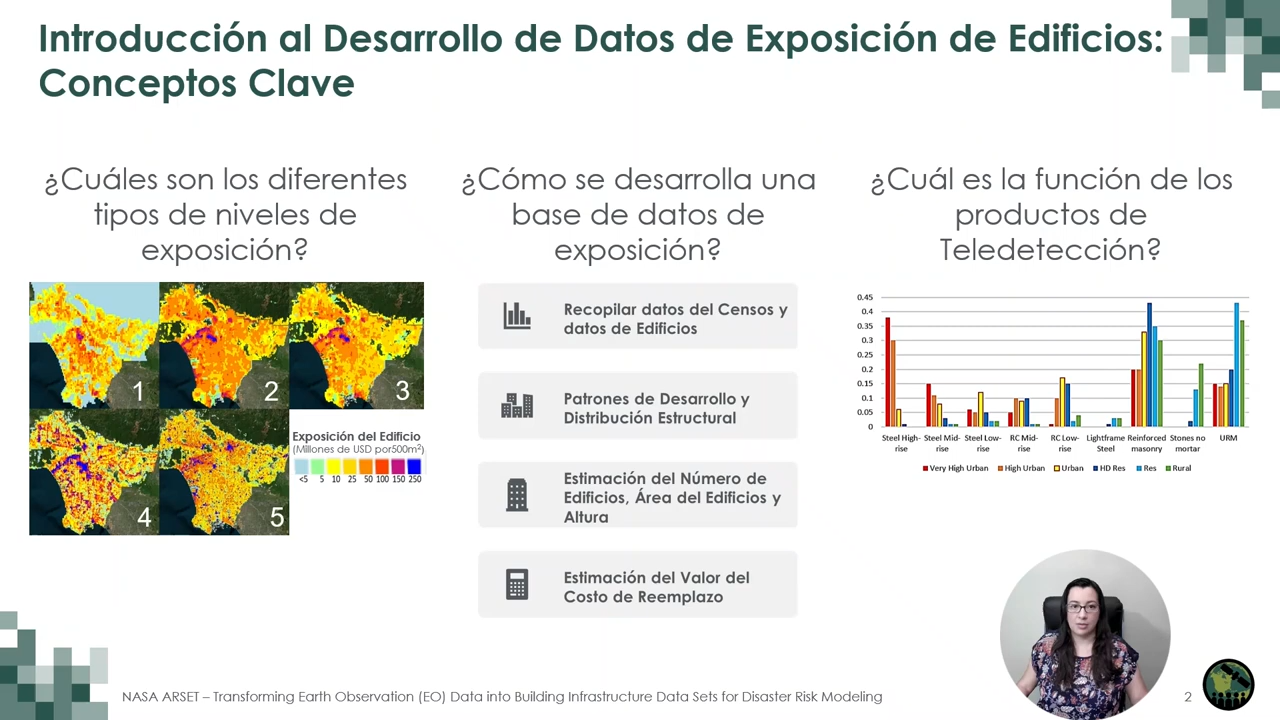 Introducción al Desarrollo de Datos de Exposición de Edificios:
Conceptos Clave
¿Cuáles son los diferentes
tipos de niveles de
exposición?
1
2
3
4
5
Exposición del Edificio
(Millones de USD por500m²)
<5 5 10 25 50 100 150 250
¿Cómo se desarrolla una
base de datos de
exposición?
Recopilar datos del Censos y
datos de Edificios
Patrones de Desarrollo y
Distribución Estructural
Estimación del Número de
Edificios, Área del Edificios y
Altura
Estimación del Valor del
Costo de Reemplazo
¿Cuál es la función de los
productos de
Teledetección?
0.45
0.4
0.35
0.3
0.25
0.2
0.15
0.1
0.05
0
Steel High-
rise
Steel Mid-
rise
Steel Low-
rise
RC Mid-
rise
RC Low-
rise
Lightframe
Steel
Reinforced
masonry
Stones no
mortar
URM
Very High Urban High Urban Urban HD Res Res Rural
NASA ARSET – Transforming Earth Observation (EO) Data into Building Infrastructure Data Sets for Disaster Risk Modeling
2